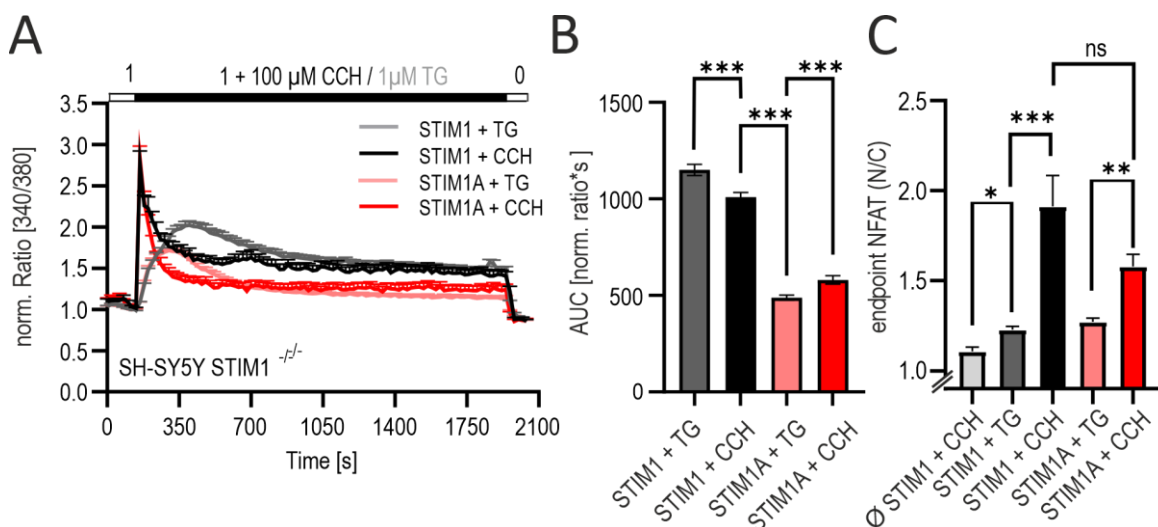 A
1
1 + 100 µM CCH / 1µM TG
0
3.5
3.0
2.5
2.0
1.5
1.0
0.5
0.0
norm. Ratio [340/380]
STIM1 + TG
STIM1 + CCH
STIM1A + TG
STIM1A + CCH
SH-SY5Y STIM1 -/-/-
0
350
700
1050
1400
1750
2100
Time [s]
B
***
***
***
1500
1000
500
0
AUC [norm. ratio*s ]
STIM1 + TG
STIM1 + CCH
STIM1A + TG
STIM1A + CCH
C
ns
***
**
*
2.5
2.0
1.5
1.0
endpoint NFAT (N/C)
Ø STIM1 + CCH
STIM1 + TG
STIM1 + CCH
STIM1A + TG
STIM1A + CCH